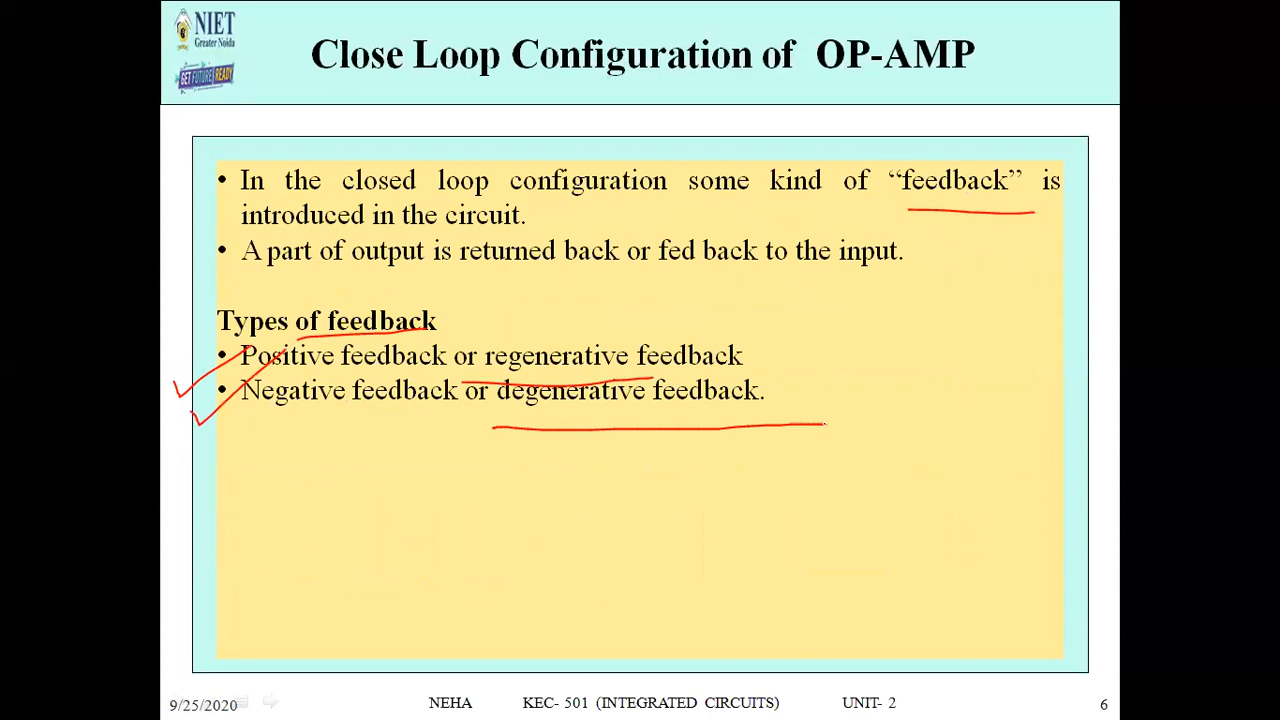 NIET
Greater Noida
GET FUTURE READY
Close Loop Configuration of OP-AMP
• In the closed loop configuration some kind of “feedback” is
introduced in the circuit.
• A part of output is returned back or fed back to the input.
Types of feedback
• Positive feedback or regenerative feedback
• Negative feedback or degenerative feedback.
9/25/2020
NEHA
KEC- 501 (INTEGRATED CIRCUITS)
UNIT- 2
6